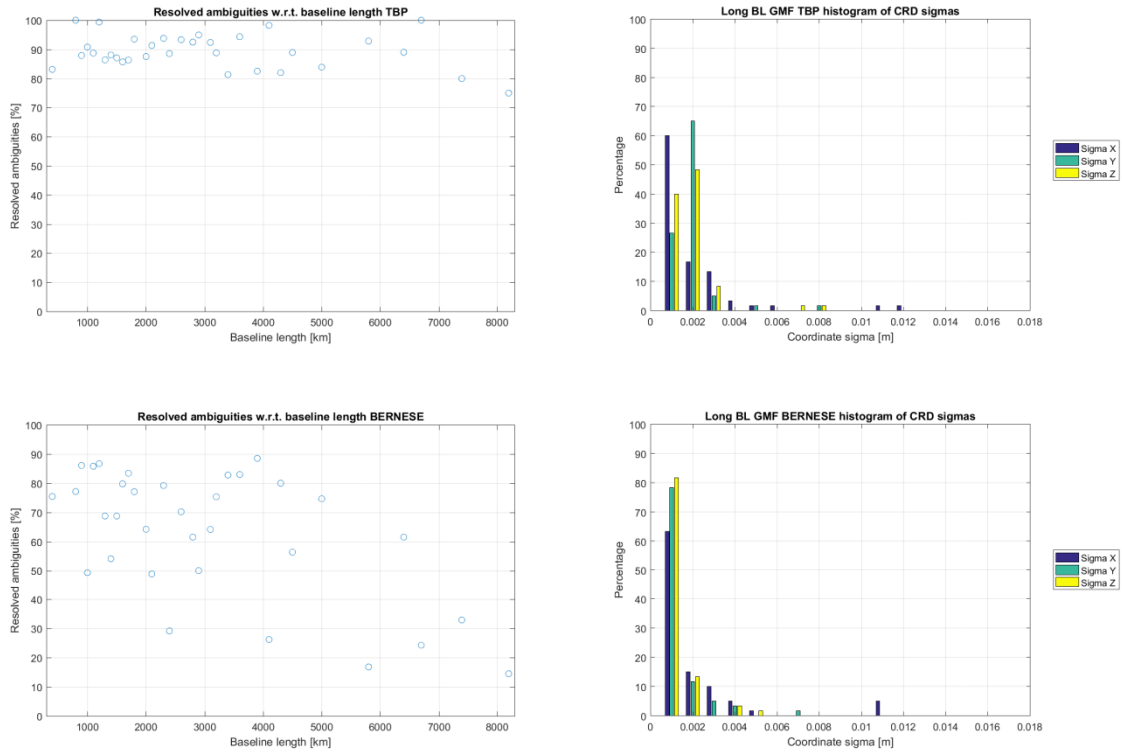 Resolved ambiguities w.r.t. baseline length TBP
100
90
80
70
60
50
40
30
20
10
0
Resolved ambiguities [%]
1000 2000 3000 4000 5000 6000 7000 8000
Baseline length [km]
Long BL GMF TBP histogram of CRD sigmas
100
90
80
70
60
50
40
30
20
10
0
Percentage
0 0.002 0.004 0.006 0.008 0.01 0.012 0.014 0.016 0.018
Coordinate sigma [m]
Sigma X
Sigma Y
Sigma Z
Resolved ambiguities w.r.t. baseline length BERNESE
100
90
80
70
60
50
40
30
20
10
0
Resolved ambiguities [%]
1000 2000 3000 4000 5000 6000 7000 8000
Baseline length [km]
Long BL GMF BERNESE histogram of CRD sigmas
100
90
80
70
60
50
40
30
20
10
0
Percentage
0 0.002 0.004 0.006 0.008 0.01 0.012 0.014 0.016 0.018
Coordinate sigma [m]
Sigma X
Sigma Y
Sigma Z